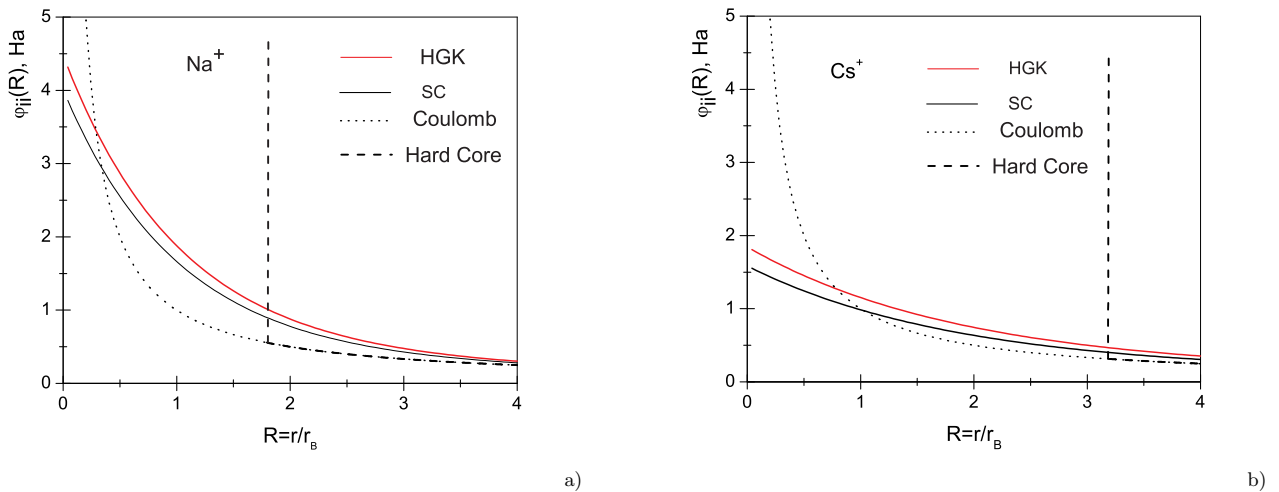 5
4
3
2
1
0
0 1 2 3 4
φii(R), Ha
R=r/rB
Na+
HGK
SC
Coulomb
Hard Core
a)
5
4
3
2
1
0
0 1 2 3 4
φii(R), Ha
R=r/rB
Cs+
HGK
SC
Coulomb
Hard Core
b)